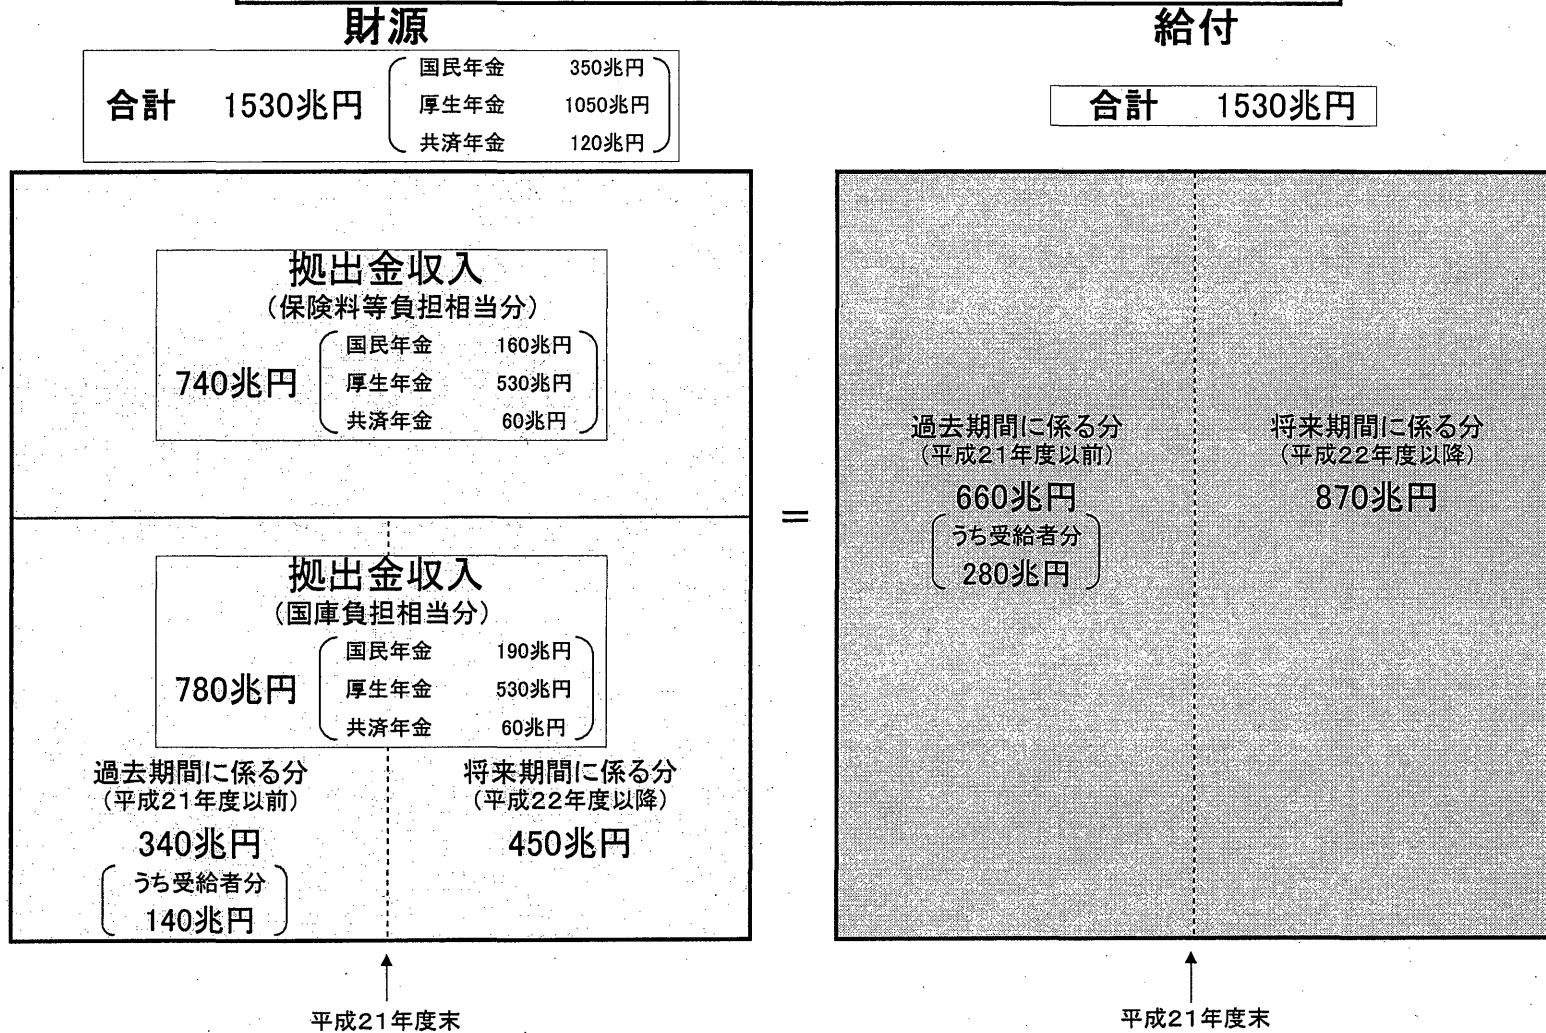 財源
合計 1530兆円
国民年金 350兆円
厚生年金 1050兆円
共済年金 120兆円
拠出金収入
(保険料等負担相当分)
740兆円
国民年金 160兆円
厚生年金 530兆円
共済年金 60兆円
拠出金収入
(国庫負担相当分)
780兆円
国民年金 190兆円
厚生年金 530兆円
共済年金 60兆円
過去期間に係る分
(平成21年度以前)
340兆円
うち受給者分
140兆円
将来期間に係る分
(平成22年度以降)
450兆円
平成21年度末
=
給付
合計 1530兆円
過去期間に係る分
(平成21年度以前)
660兆円
うち受給者分
280兆円
将来期間に係る分
(平成22年度以降)
870兆円
平成21年度末